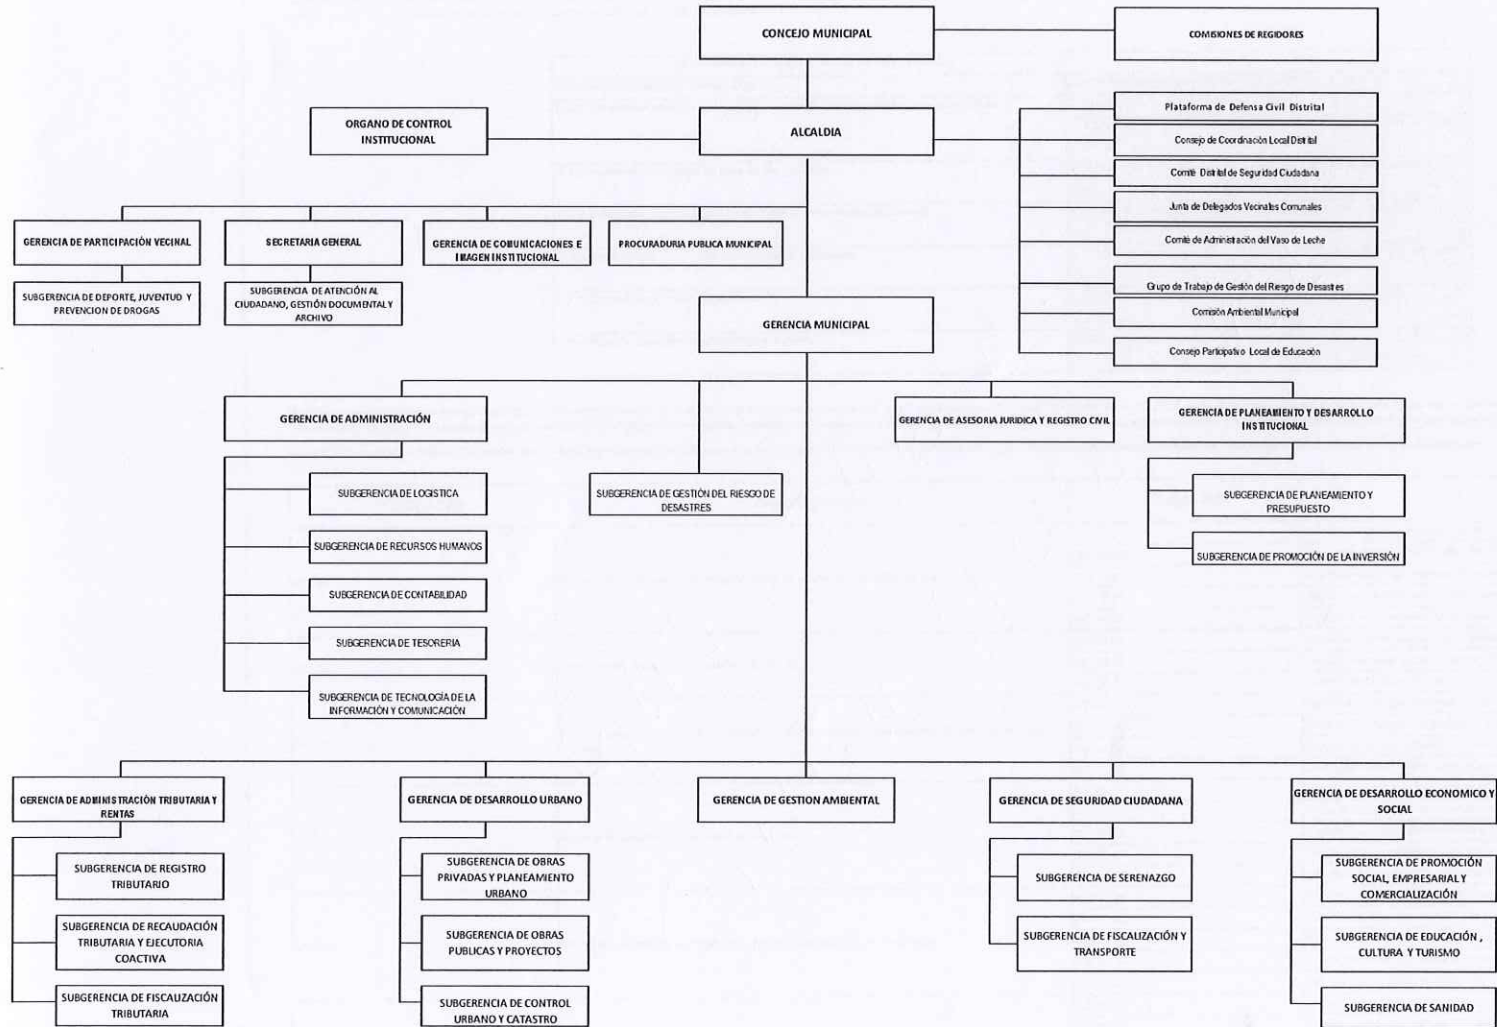 CONCEJO MUNICIPAL
COMISIONES DE REGIDORES
ORGANO DE CONTROL
INSTITUCIONAL
ALCALDIA
Plataforma de Defensa Civil Distrital
Consejo de Coordinación Local Distital
Comité Distrital de Seguridad Ciudadana
Junta de Delegados Vecinales Comunales
Comité de Administración del Vaso de Leche
Grupo de Trabajo de Gestión del Riesgo de Desastres
Comisión Ambiental Municipal
Consejo Participativo Local de Educación
GERENCIA DE PARTICIPACIÓN VECINAL
SECRETARIA GENERAL
GERENCIA DE COMUNICACIONES E
IMAGEN INSTITUCIONAL
PROCURADURIA PUBLICA MUNICIPAL
SUBGERENCIA DE DEPORTE, JUVENTUD Y
PREVENCION DE DROGAS
SUBGERENCIA DE ATENCIÓN AL
CIUDADANO, GESTIÓN DOCUMENTAL Y
ARCHIVO
GERENCIA MUNICIPAL
GERENCIA DE ADMINISTRACIÓN
GERENCIA DE ASESORIA JURIDICA Y REGISTRO CIVIL
GERENCIA DE PLANEAMIENTO Y DESARROLLO
INSTITUCIONAL
SUBGERENCIA DE LOGISTICA
SUBGERENCIA DE RECURSOS HUMANOS
SUBGERENCIA DE CONTABILIDAD
SUBGERENCIA DE TESORERIA
SUBGERENCIA DE TECNOLOGÍA DE LA
INFORMACIÓN Y COMUNICACIÓN
SUBGERENCIA DE GESTIÓN DEL RIESGO DE
DESASTRES
SUBGERENCIA DE PLANEAMIENTO Y
PRESUPUESTO
SUBGERENCIA DE PROMOCIÓN DE LA INVERSIÓN
GERENCIA DE ADMINISTRACIÓN TRIBUTARIA Y
RENTAS
GERENCIA DE DESARROLLO URBANO
GERENCIA DE GESTION AMBIENTAL
GERENCIA DE SEGURIDAD CIUDADANA
GERENCIA DE DESARROLLO ECONOMICO Y
SOCIAL
SUBGERENCIA DE REGISTRO
TRIBUTARIO
SUBGERENCIA DE RECAUDACIÓN
TRIBUTARIA Y EJECUTORIA
COACTIVA
SUBGERENCIA DE FISCALIZACIÓN
TRIBUTARIA
SUBGERENCIA DE OBRAS
PRIVADAS Y PLANEAMIENTO
URBANO
SUBGERENCIA DE OBRAS
PUBLICAS Y PROYECTOS
SUBGERENCIA DE CONTROL
URBANO Y CATASTRO
SUBGERENCIA DE SERENAZGO
SUBGERENCIA DE FISCALIZACIÓN Y
TRANSPORTE
SUBGERENCIA DE PROMOCIÓN
SOCIAL, EMPRESARIAL Y
COMERCIALIZACIÓN
SUBGERENCIA DE EDUCACIÓN ,
CULTURA Y TURISMO
SUBGERENCIA DE SANIDAD